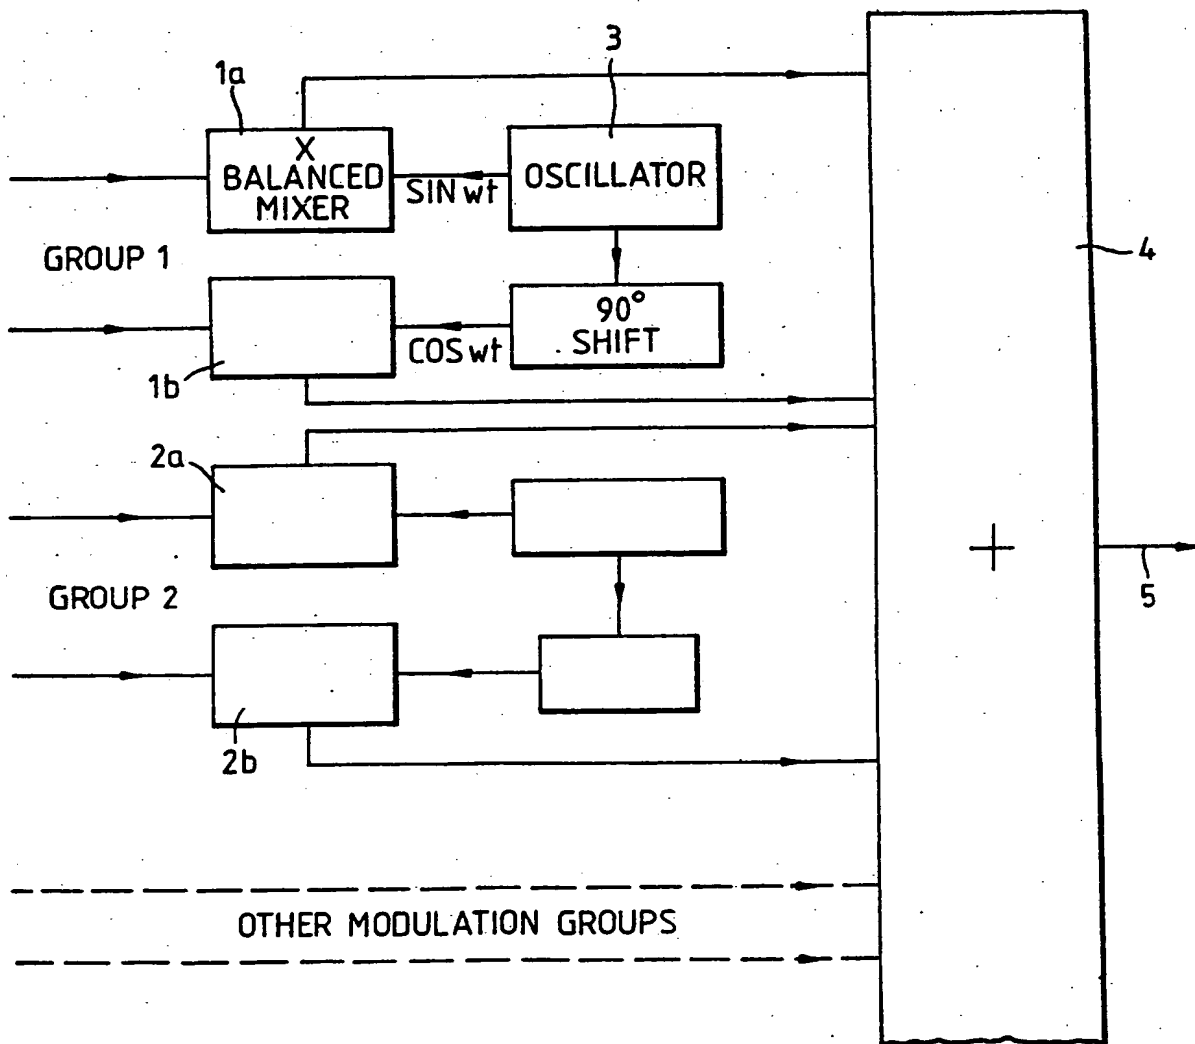 3
1a
X
BALANCED
MIXER
SIN wt
OSCILLATOR
GROUP 1
4
90°
SHIFT
COS wt
1b
2a
+
5
GROUP 2
2b
OTHER MODULATION GROUPS